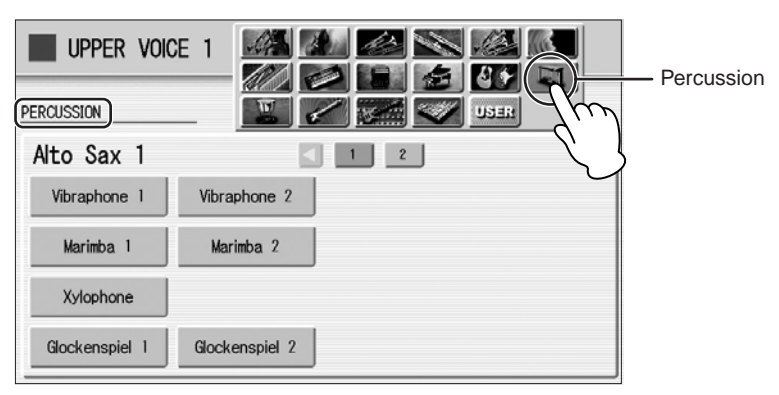 UPPER VOICE 1
USER
Percussion
PERCUSSION
Alto Sax 1
1 2
Vibraphone 1 Vibraphone 2
Marimba 1 Marimba 2
Xylophone
Glockenspiel 1 Glockenspiel 2